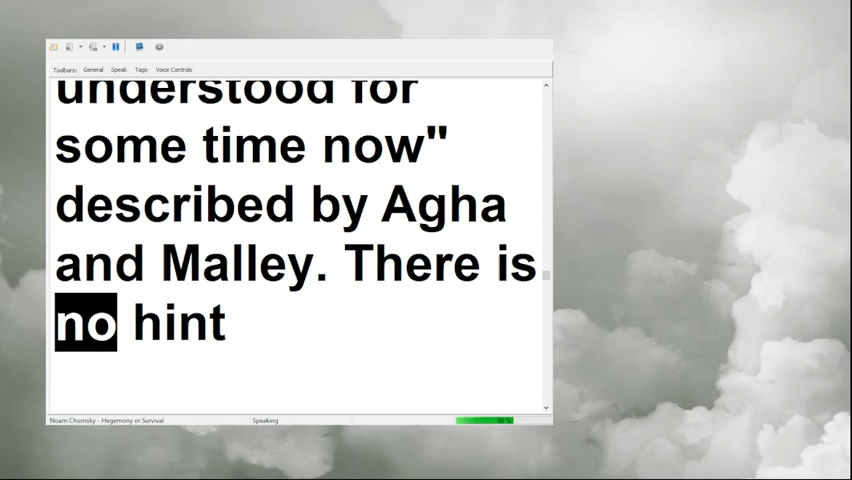 Toolbars: General Speak Tags Voice Controls
understood for
some time now"
described by Agha
and Malley. There is
no hint
Noam Chomsky - Hegemony or Survival Speaking 60 %